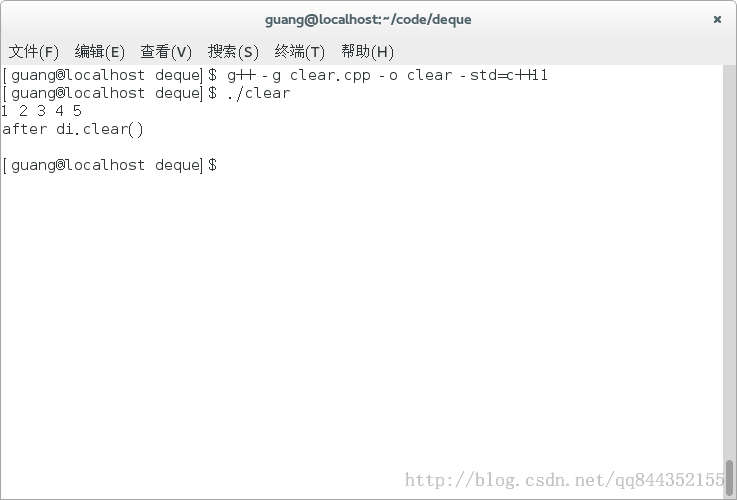 guang@localhost:~/code/deque
文件(F) 编辑(E) 查看(V) 搜索(S) 终端(T) 帮助(H)
[guang@localhost deque]$ g++ -g clear.cpp -o clear -std=c++11
[guang@localhost deque]$ ./clear
1 2 3 4 5
after di.clear()
[guang@localhost deque]$
http://blog.csdn.net/qq844352155